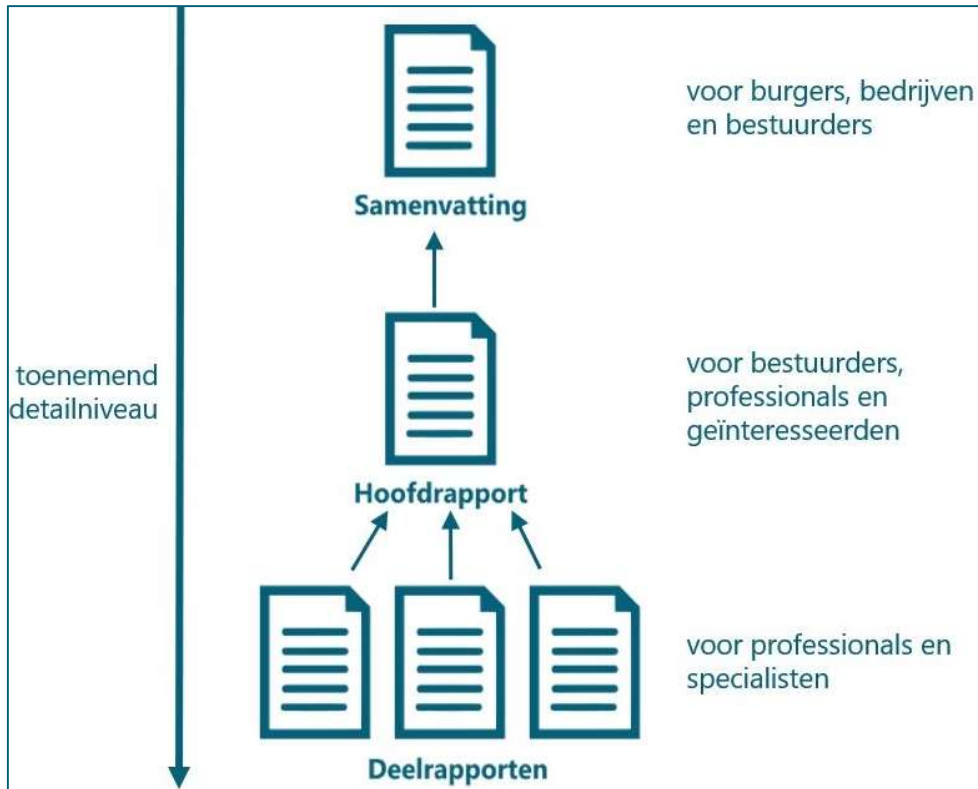 voor burgers, bedrijven
en bestuurders
Samenvatting
toenemend
detailniveau
voor bestuurders,
professionals en
geïnteresseerden
Hoofdrapport
voor professionals en
specialisten
Deelrapporten